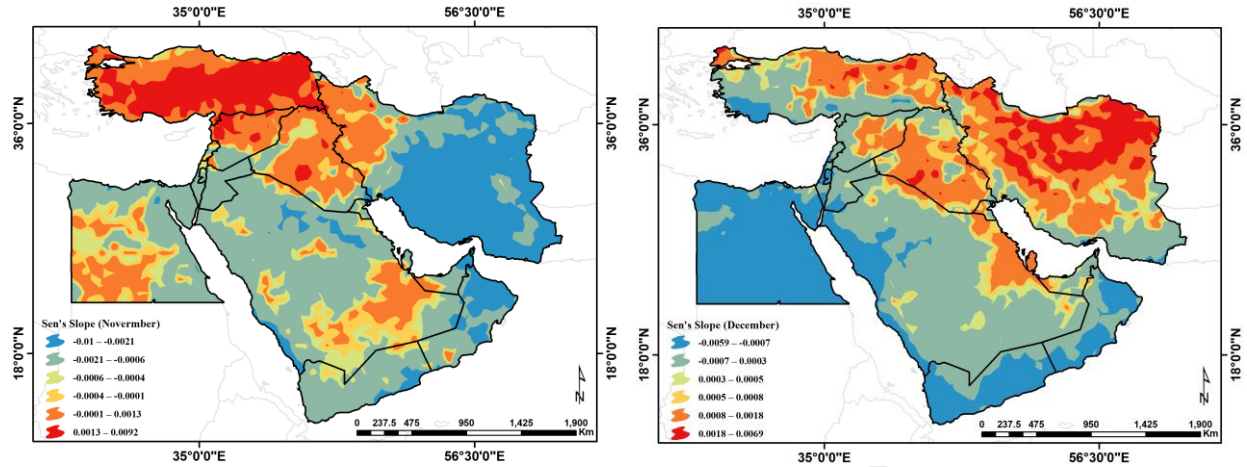 35°0'0"E 56°30'0"E
36°0'0"N
18°0'0"N
36°0'0"N
18°0'0"N
Sen's Slope (Novermber)
-0.01 – -0.0021
-0.0021 – -0.0006
-0.0006 – -0.0004
-0.0004 – -0.0001
-0.0001 – 0.0013
0.0013 – 0.0092
N
0 237.5 475 950 1,425 1,900
Km
35°0'0"E 56°30'0"E
35°0'0"E 56°30'0"E
36°0'0"N
18°0'0"N
36°0'0"N
18°0'0"N
Sen's Slope (December)
-0.0059 – -0.0007
-0.0007 – 0.0003
0.0003 – 0.0005
0.0005 – 0.0008
0.0008 – 0.0018
0.0018 – 0.0069
N
0 237.5 475 950 1,425 1,900
Km
35°0'0"E 56°30'0"E